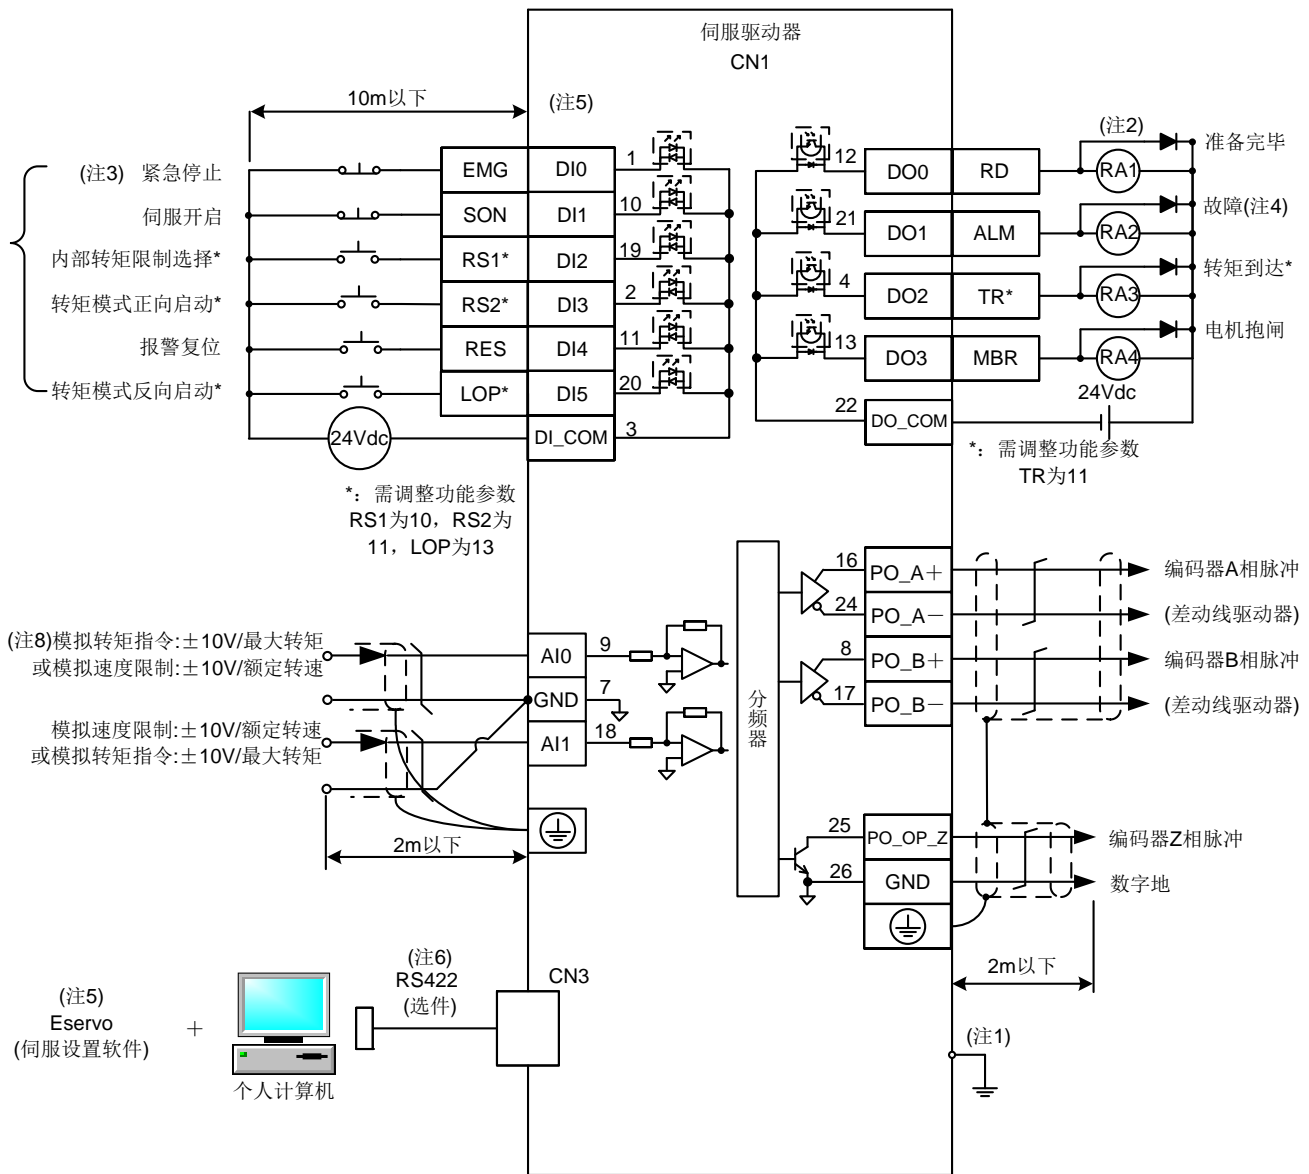 伺服驱动器
CN1
10m以下
(注5)
(注3) 紧急停止
EMG DI0 1
伺服开启
SON DI1 10
内部转矩限制选择*
RS1* DI2 19
转矩模式正向启动*
RS2* DI3 2
报警复位
RES DI4 11
转矩模式反向启动*
LOP* DI5 20
24Vdc DI_COM 3
*：需调整功能参数
RS1为10，RS2为
11，LOP为13
(注2)
12 DO0 RD RA1 准备完毕
21 DO1 ALM RA2 故障(注4)
4 DO2 TR* RA3 转矩到达*
13 DO3 MBR RA4 电机抱闸
24Vdc
22 DO_COM
*：需调整功能参数
TR为11
(注8)模拟转矩指令:±10V/最大转矩
或模拟速度限制:±10V/额定转速
AI0 9
GND 7
模拟速度限制:±10V/额定转速
或模拟转矩指令:±10V/最大转矩
AI1 18
2m以下
分频器
16 PO_A＋ 编码器A相脉冲
24 PO_A－ (差动线驱动器)
8 PO_B＋ 编码器B相脉冲
17 PO_B－ (差动线驱动器)
25 PO_OP_Z 编码器Z相脉冲
26 GND 数字地
2m以下
(注6)
RS422
(选件)
CN3
(注5)
Eservo
(伺服设置软件)
＋
个人计算机
(注1)